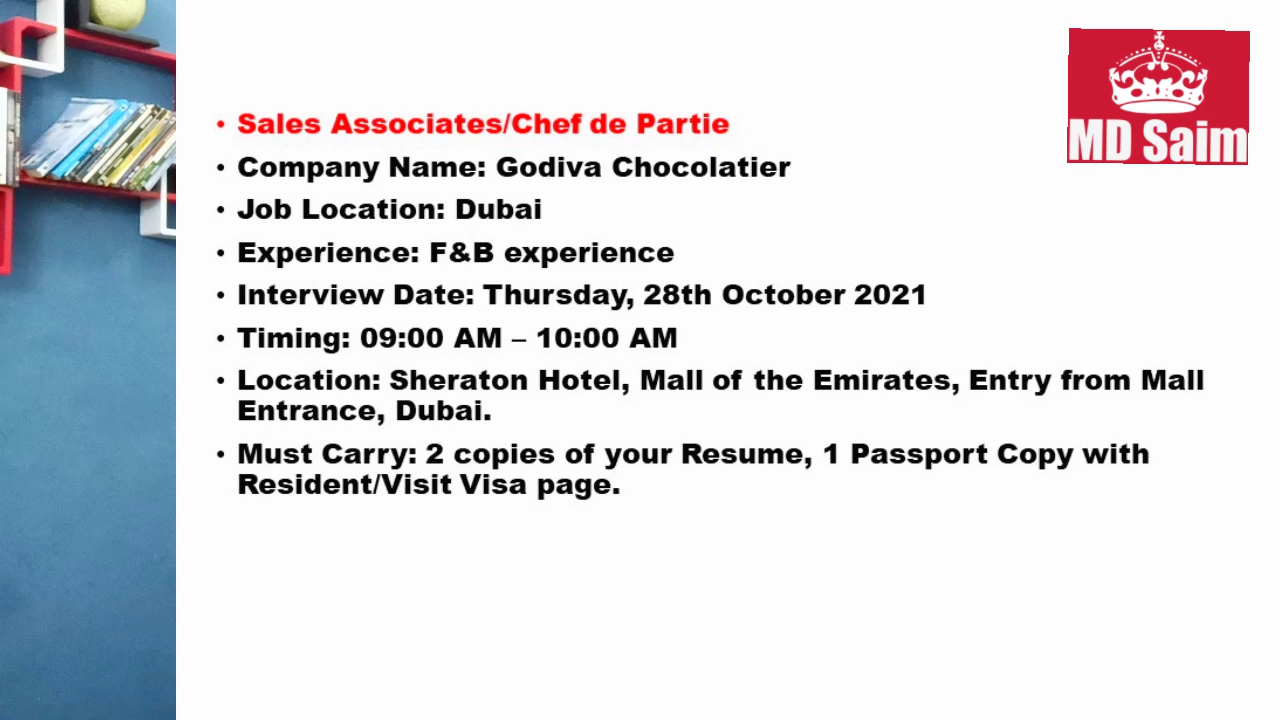 MD Saim
• Sales Associates/Chef de Partie
• Company Name: Godiva Chocolatier
• Job Location: Dubai
• Experience: F&B experience
• Interview Date: Thursday, 28th October 2021
• Timing: 09:00 AM – 10:00 AM
• Location: Sheraton Hotel, Mall of the Emirates, Entry from Mall
Entrance, Dubai.
• Must Carry: 2 copies of your Resume, 1 Passport Copy with
Resident/Visit Visa page.